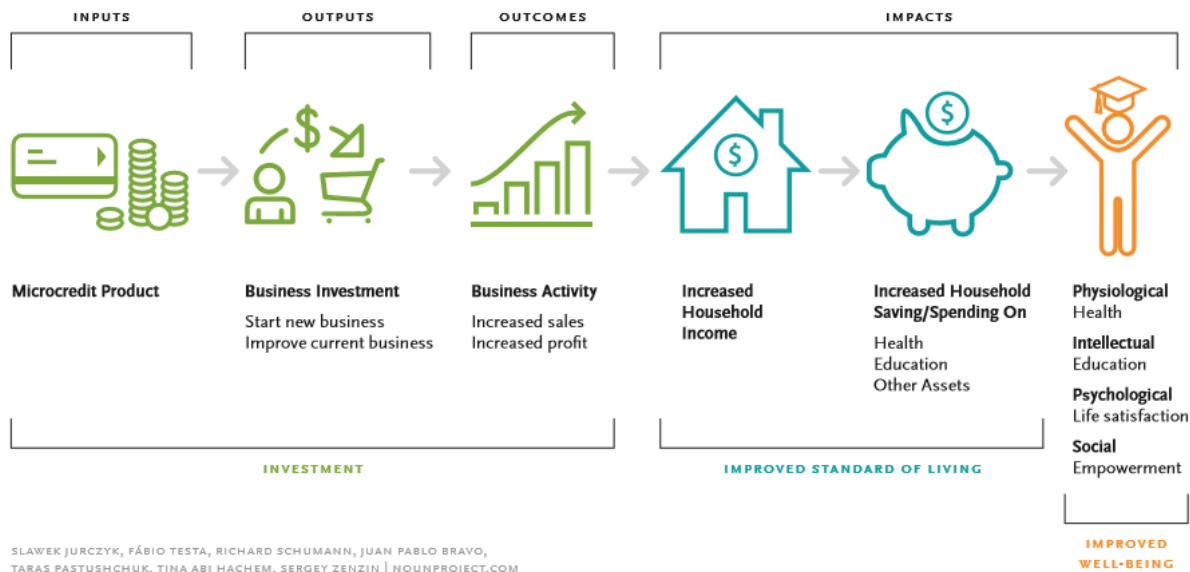 INPUTS
OUTPUTS
OUTCOMES
IMPACTS
$
$
$
Microcredit Product
Business Investment
Start new business
Improve current business
Business Activity
Increased sales
Increased profit
Increased
Household
Income
Increased Household
Saving/Spending On
Health
Education
Other Assets
Physiological
Health
Intellectual
Education
Psychological
Life satisfaction
Social
Empowerment
INVESTMENT
IMPROVED STANDARD OF LIVING
IMPROVED
WELL-BEING
SLAWEK JURCZYK, FÁBIO TESTA, RICHARD SCHUMANN, JUAN PABLO BRAVO,
TARAS PASTUSHCHUK, TINA ABI HACHEM, SERGEY ZENZIN | NOUNPROJECT.COM